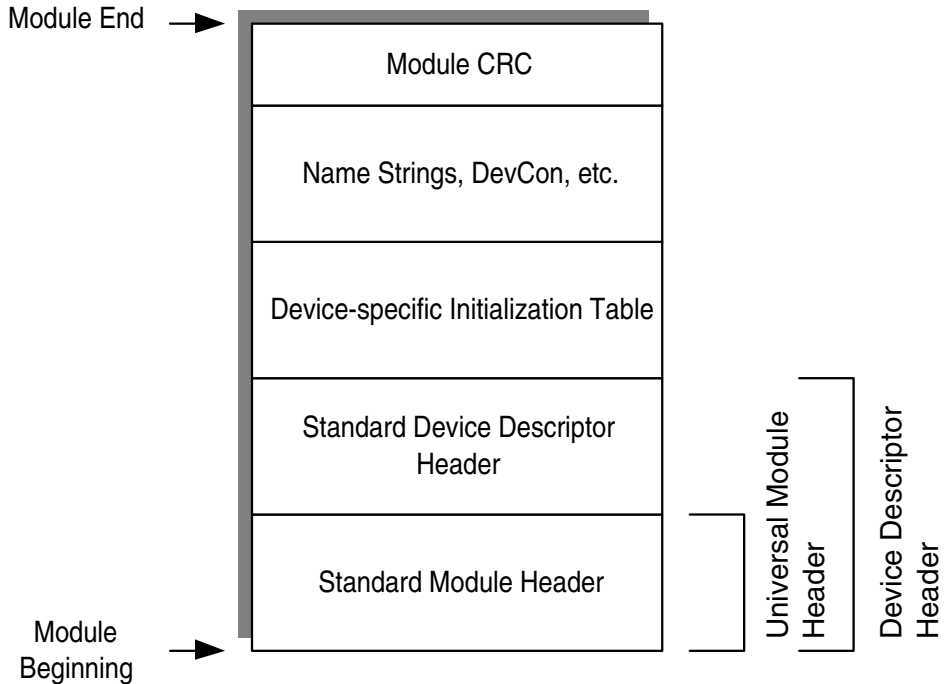 Module End
Module CRC
Name Strings, DevCon, etc.
Device-specific Initialization Table
Standard Device Descriptor
Header
Standard Module Header
Module
Beginning
Universal Module
Header
Device Descriptor
Header